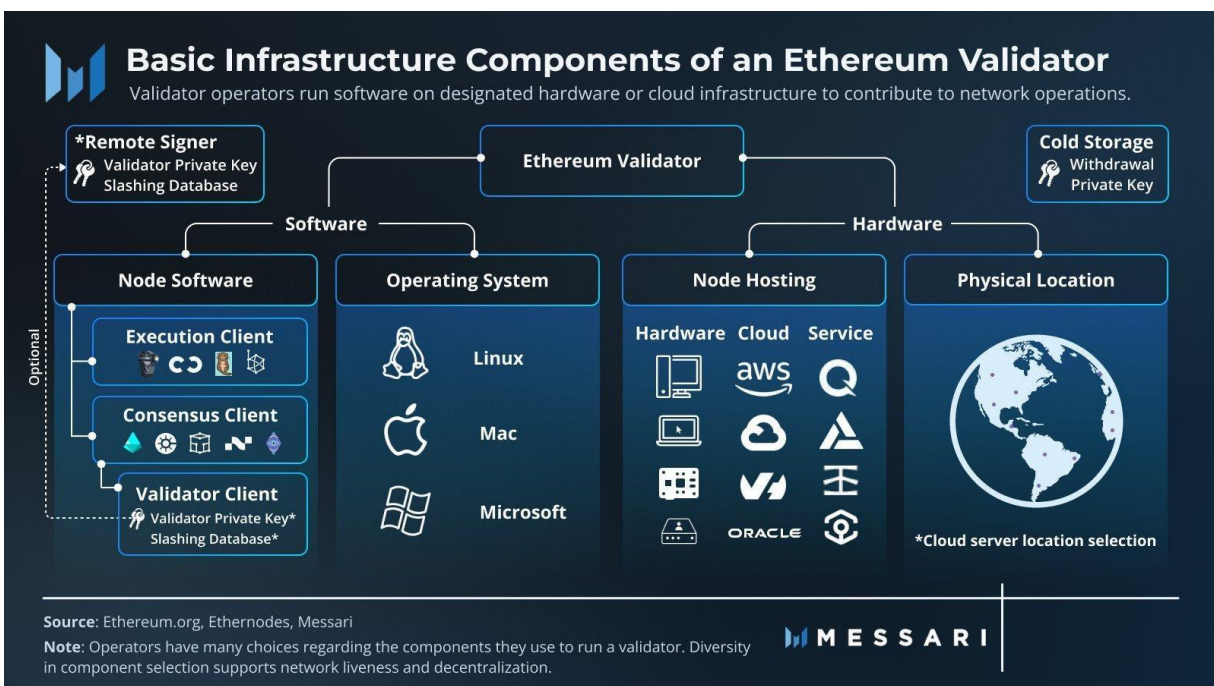 Basic Infrastructure Components of an Ethereum Validator
Validator operators run software on designated hardware or cloud infrastructure to contribute to network operations.
*Remote Signer
Validator Private Key
Slashing Database
Ethereum Validator
Cold Storage
Withdrawal
Private Key
Software
Hardware
Node Software
Operating System
Node Hosting
Physical Location
Optional
Execution Client
Consensus Client
Validator Client
Validator Private Key*
Slashing Database*
Linux
Mac
Microsoft
Hardware Cloud Service
aws
ORACLE
*Cloud server location selection
Source: Ethereum.org, Ethernodes, Messari
Note: Operators have many choices regarding the components they use to run a validator. Diversity
in component selection supports network liveness and decentralization.
MESSARI